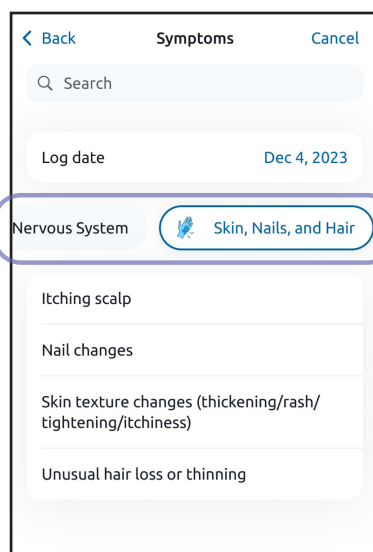 Back Symptoms Cancel
Search
Log date Dec 4, 2023
Nervous System Skin, Nails, and Hair
Itching scalp
Nail changes
Skin texture changes (thickening/rash/
tightening/itchiness)
Unusual hair loss or thinning